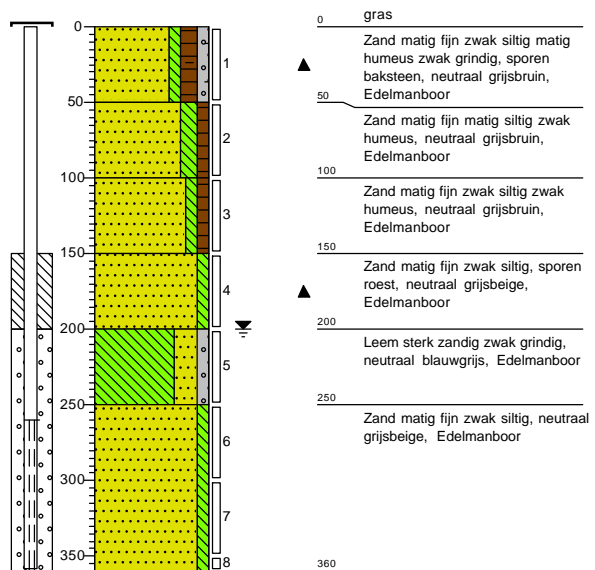 0
50
100
150
200
250
300
350
1
2
3
4
5
6
7
8
0
gras
Zand matig fijn zwak siltig matig
humeus zwak grindig, sporen
baksteen, neutraal grijsbruin,
Edelmanboor
50
Zand matig fijn matig siltig zwak
humeus, neutraal grijsbruin,
Edelmanboor
100
Zand matig fijn zwak siltig zwak
humeus, neutraal grijsbruin,
Edelmanboor
150
Zand matig fijn zwak siltig, sporen
roest, neutraal grijsbeige,
Edelmanboor
200
Leem sterk zandig zwak grindig,
neutraal blauwgrijs, Edelmanboor
250
Zand matig fijn zwak siltig, neutraal
grijsbeige, Edelmanboor
360